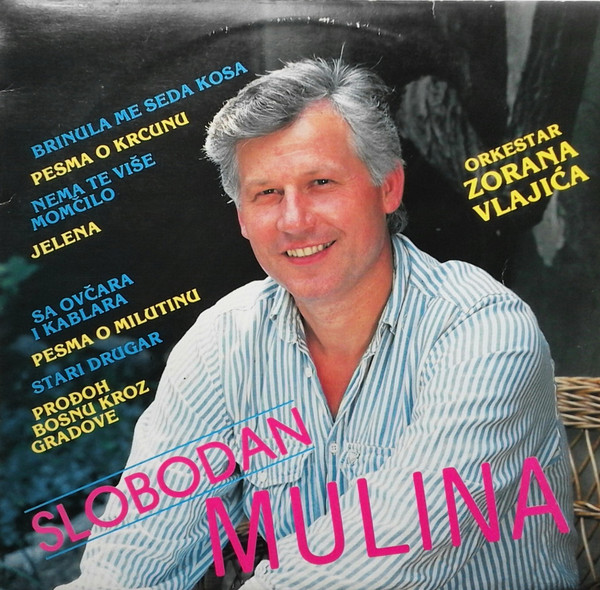 BRINULA ME SEDA KOSA
PESMA O KRCUNU
NEMA TE VIŠE
MOMČILO
JELENA
SA OVČARA
I KABLARA
PESMA O MILUTINU
STARI DRUGAR
PROĐOH
BOSNU KROZ
GRADOVE
ORKESTAR
ZORANA
VLAJIĆA
SLOBODAN
MULINA